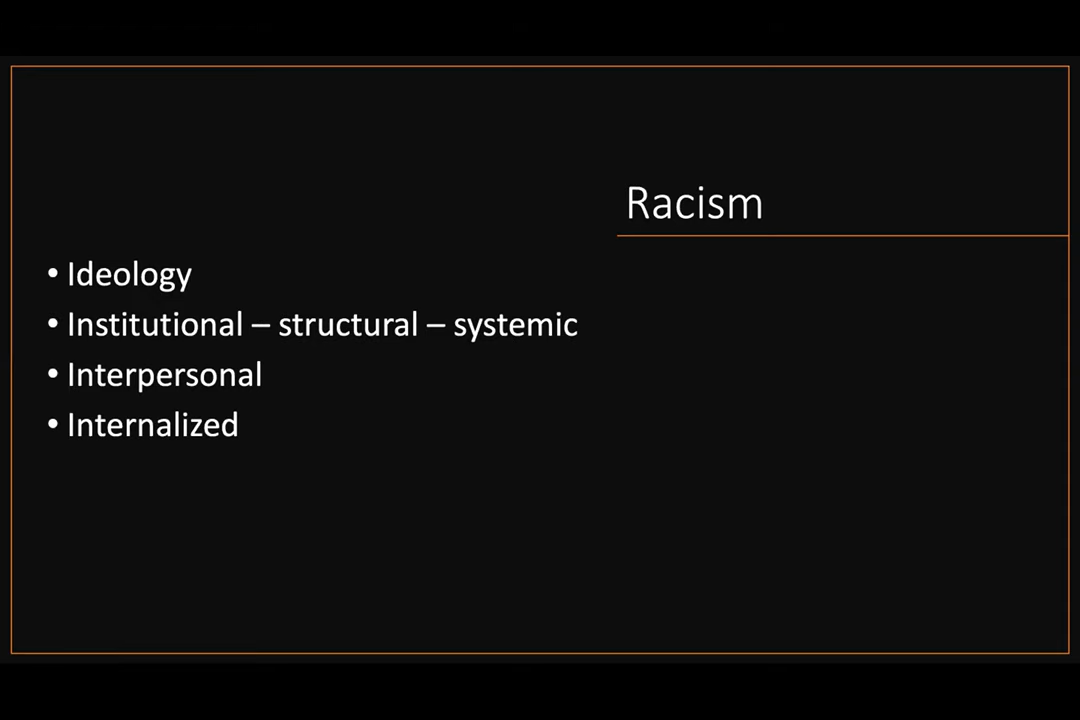 Racism
• Ideology
• Institutional – structural – systemic
• Interpersonal
• Internalized